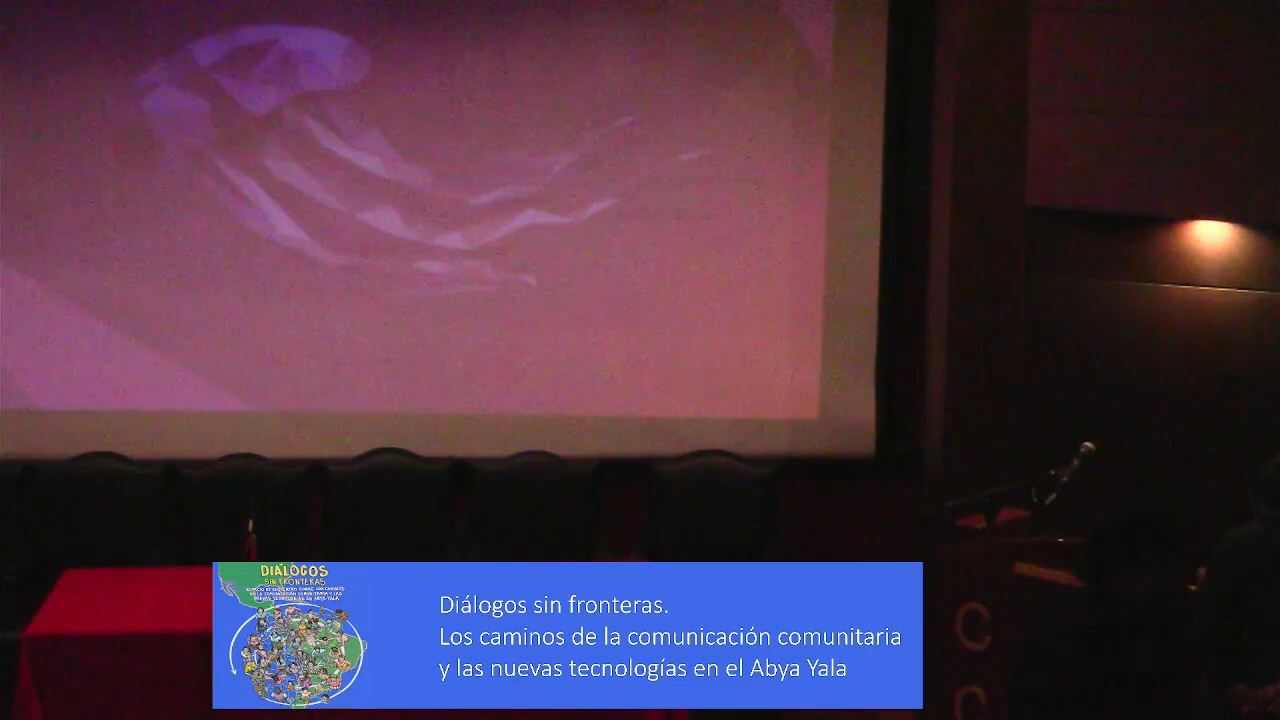 DIÁLOGOS
SIN FRONTERAS
Diálogos sin fronteras.
Los caminos de la comunicación comunitaria
y las nuevas tecnologías en el Abya Yala
C
C